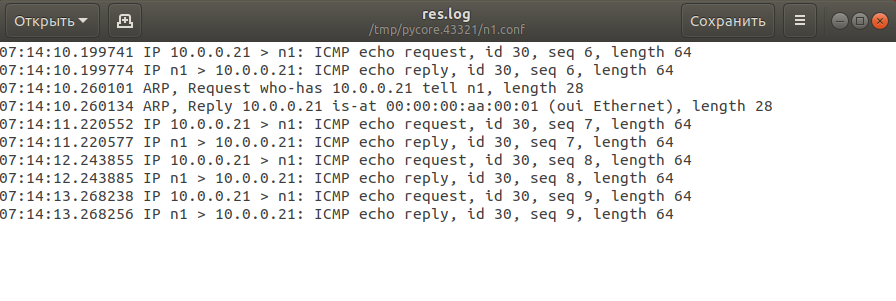 Открыть
res.log
/tmp/pycore.43321/n1.conf
Сохранить
07:14:10.199741 IP 10.0.0.21 > n1: ICMP echo request, id 30, seq 6, length 64
07:14:10.199774 IP n1 > 10.0.0.21: ICMP echo reply, id 30, seq 6, length 64
07:14:10.260101 ARP, Request who-has 10.0.0.21 tell n1, length 28
07:14:10.260134 ARP, Reply 10.0.0.21 is-at 00:00:00:aa:00:01 (oui Ethernet), length 28
07:14:11.220552 IP 10.0.0.21 > n1: ICMP echo request, id 30, seq 7, length 64
07:14:11.220577 IP n1 > 10.0.0.21: ICMP echo reply, id 30, seq 7, length 64
07:14:12.243855 IP 10.0.0.21 > n1: ICMP echo request, id 30, seq 8, length 64
07:14:12.243885 IP n1 > 10.0.0.21: ICMP echo reply, id 30, seq 8, length 64
07:14:13.268238 IP 10.0.0.21 > n1: ICMP echo request, id 30, seq 9, length 64
07:14:13.268256 IP n1 > 10.0.0.21: ICMP echo reply, id 30, seq 9, length 64